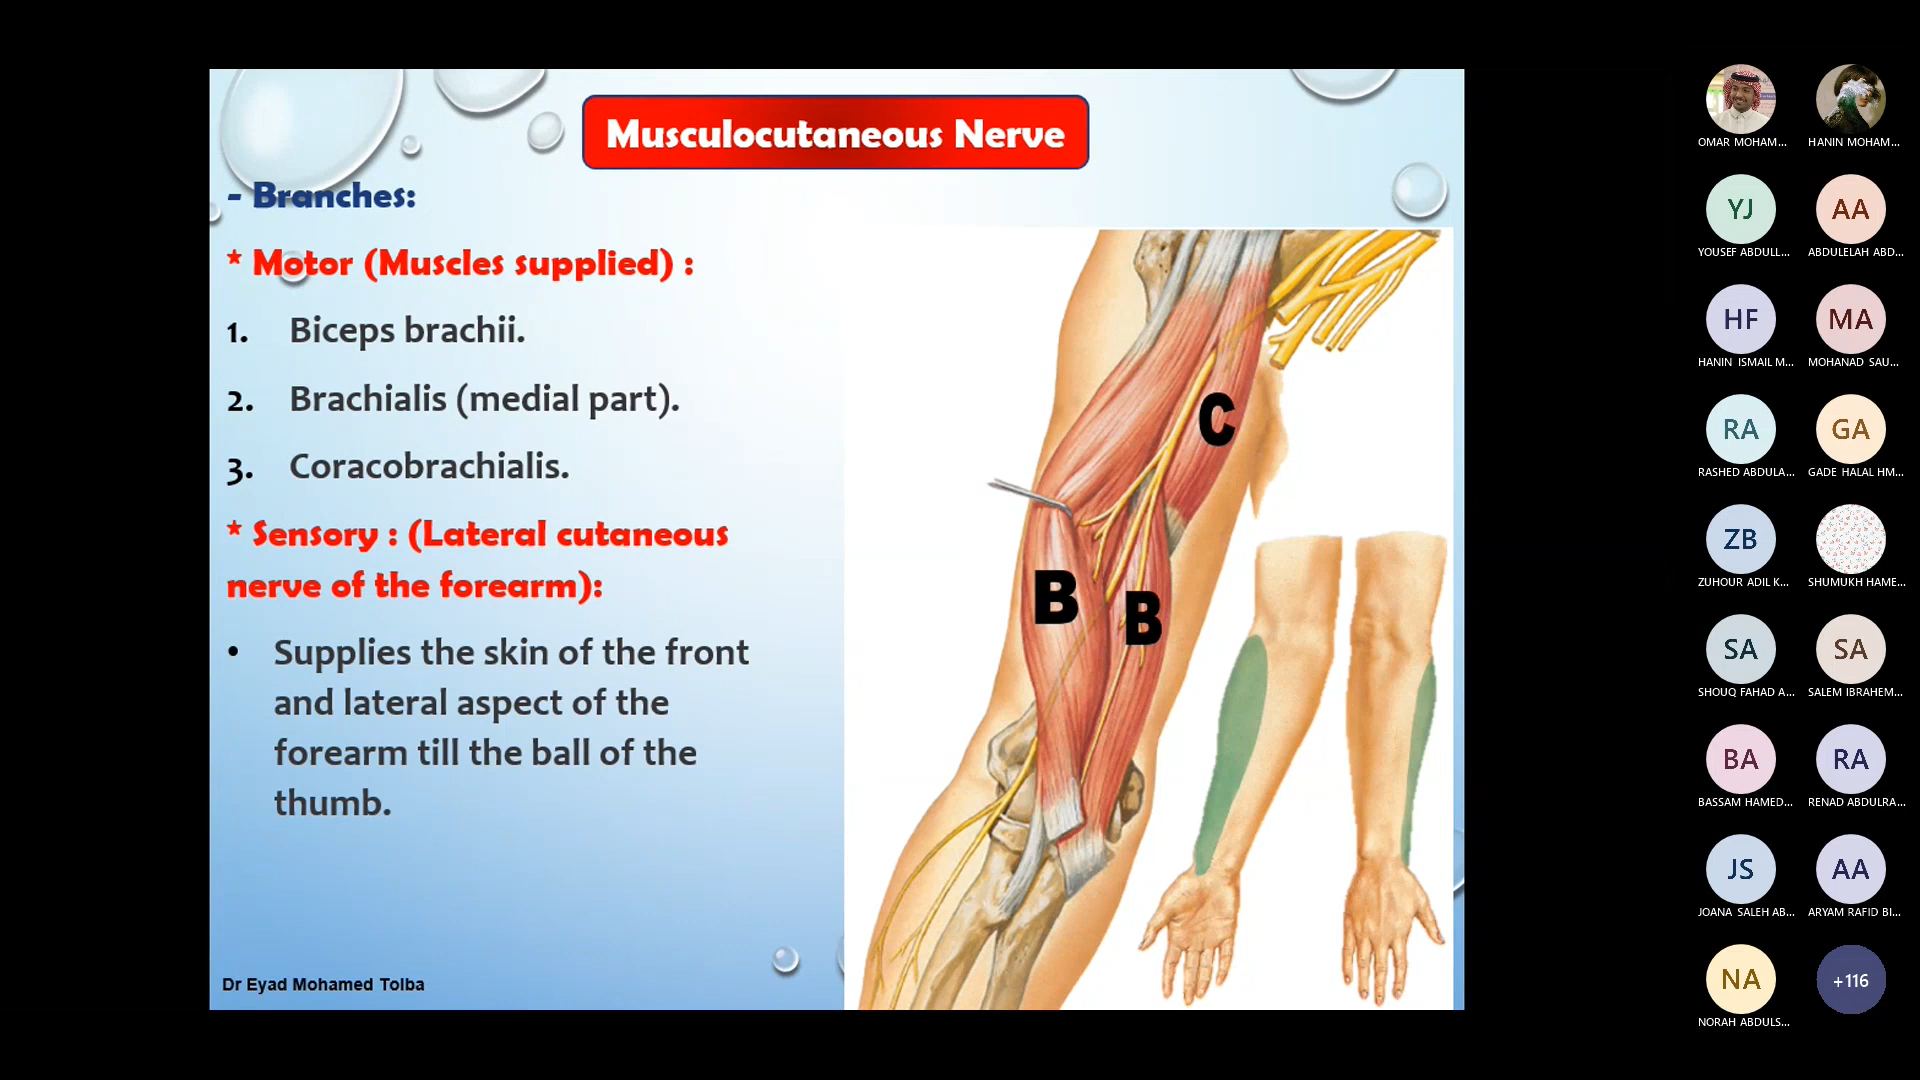 Musculocutaneous Nerve
- Branches:
* Motor (Muscles supplied) :
1. Biceps brachii.
2. Brachialis (medial part).
3. Coracobrachialis.
* Sensory : (Lateral cutaneous
nerve of the forearm):
• Supplies the skin of the front
and lateral aspect of the
forearm till the ball of the
thumb.
C
B
B
Dr Eyad Mohamed Tolba
OMAR MOHAM...
HANIN MOHAM...
YJ
AA
YOUSEF ABDULL...
ABDULELAH ABD...
HF
MA
HANIN ISMAIL M...
MOHANAD SAU...
RA
GA
RASHED ABDULA...
GADE HALAL HM...
ZB
ZUHOUR ADIL K...
SHUMUKH HAME...
SA
SA
SHOUQ FAHAD A...
SALEM IBRAHEM...
BA
RA
BASSAM HAMED...
RENAD ABDULRA...
JS
AA
JOANA SALEH AB...
ARYAM RAFID BI...
NA
+116
NORAH ABDULS...